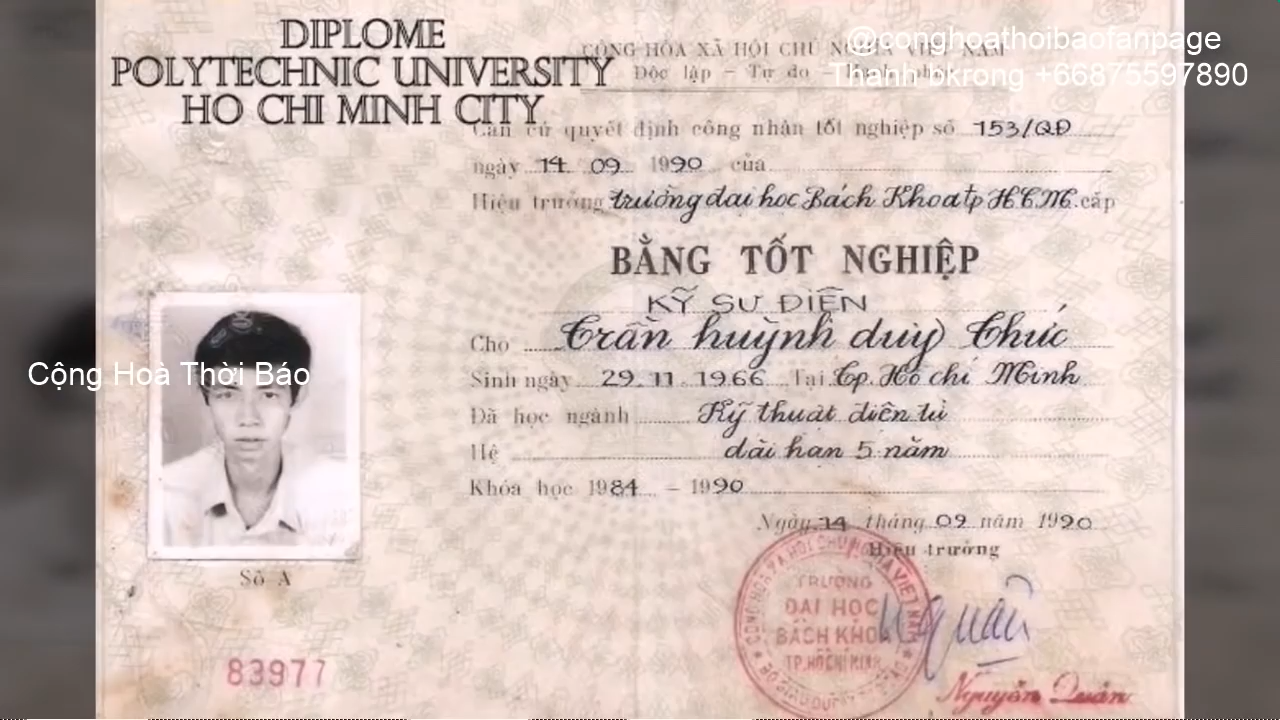 DIPLOME
POLYTECHNIC UNIVERSITY
HO CHI MINH CITY
@conghoathoibaofanpage
Thanh bkrong +66875597890
CỘNG HÒA XÃ HỘI CHỦ NGHĨA VIỆT NAM
Độc lập - Tự do -
Căn cứ quyết định công nhận tốt nghiệp số 153/QĐ
ngày 14 09 1990 của
Hiệu trưởng trường đại học Bách Khoa tp HCM. cấp
BẰNG TỐT NGHIỆP
KỸ SƯ ĐIỆN
Cho Trần huỳnh duy Thức
Sinh ngày 29.11.1966 Tại Tp. Hồ chí Minh
Đã học ngành Kỹ thuật điện tử
Hệ dài hạn 5 năm
Khóa học 1984 - 1990
Ngày 14 tháng 09 năm 1990
Hiệu trưởng
Cộng Hoà Thời Báo
Số A
83977
TRƯỜNG
ĐẠI HỌC
BÁCH KHOA
TP.HỒ CHÍ MINH
Nguyễn Quân